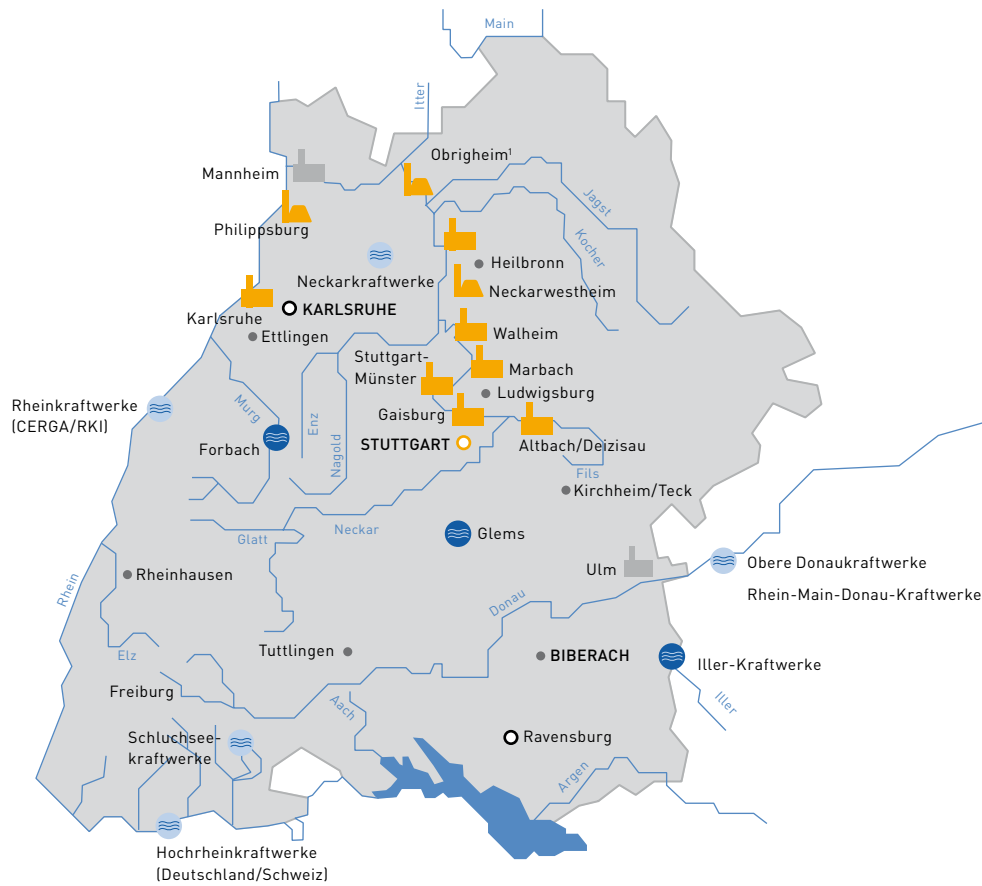 Main
Itter
Obrigheim¹
Mannheim
Jagst
Philippsburg
Kocher
Heilbronn
Neckarkraftwerke
Neckarwestheim
KARLSRUHE
Karlsruhe
Ettlingen
Walheim
Stuttgart-
Münster
Marbach
Ludwigsburg
Rheinkraftwerke
(CERGA/RKI)
Murg
Enz
Nagold
Gaisburg
Forbach
STUTTGART
Altbach/Deizisau
Fils
Kirchheim/Teck
Neckar
Glatt
Glems
Rhein
Rheinhausen
Ulm
Obere Donaukraftwerke
Rhein-Main-Donau-Kraftwerke
Donau
Elz
Tuttlingen
BIBERACH
Iller-Kraftwerke
Freiburg
Aach
Iller
Schluchsee-
kraftwerke
Ravensburg
Argen
Hochrheinkraftwerke
(Deutschland/Schweiz)